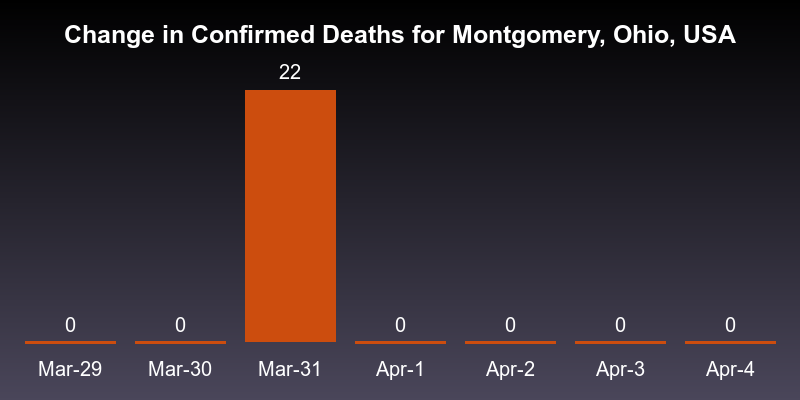 Change in Confirmed Deaths for Montgomery, Ohio, USA
22
0 0 0 0 0 0
Mar-29 Mar-30 Mar-31 Apr-1 Apr-2 Apr-3 Apr-4